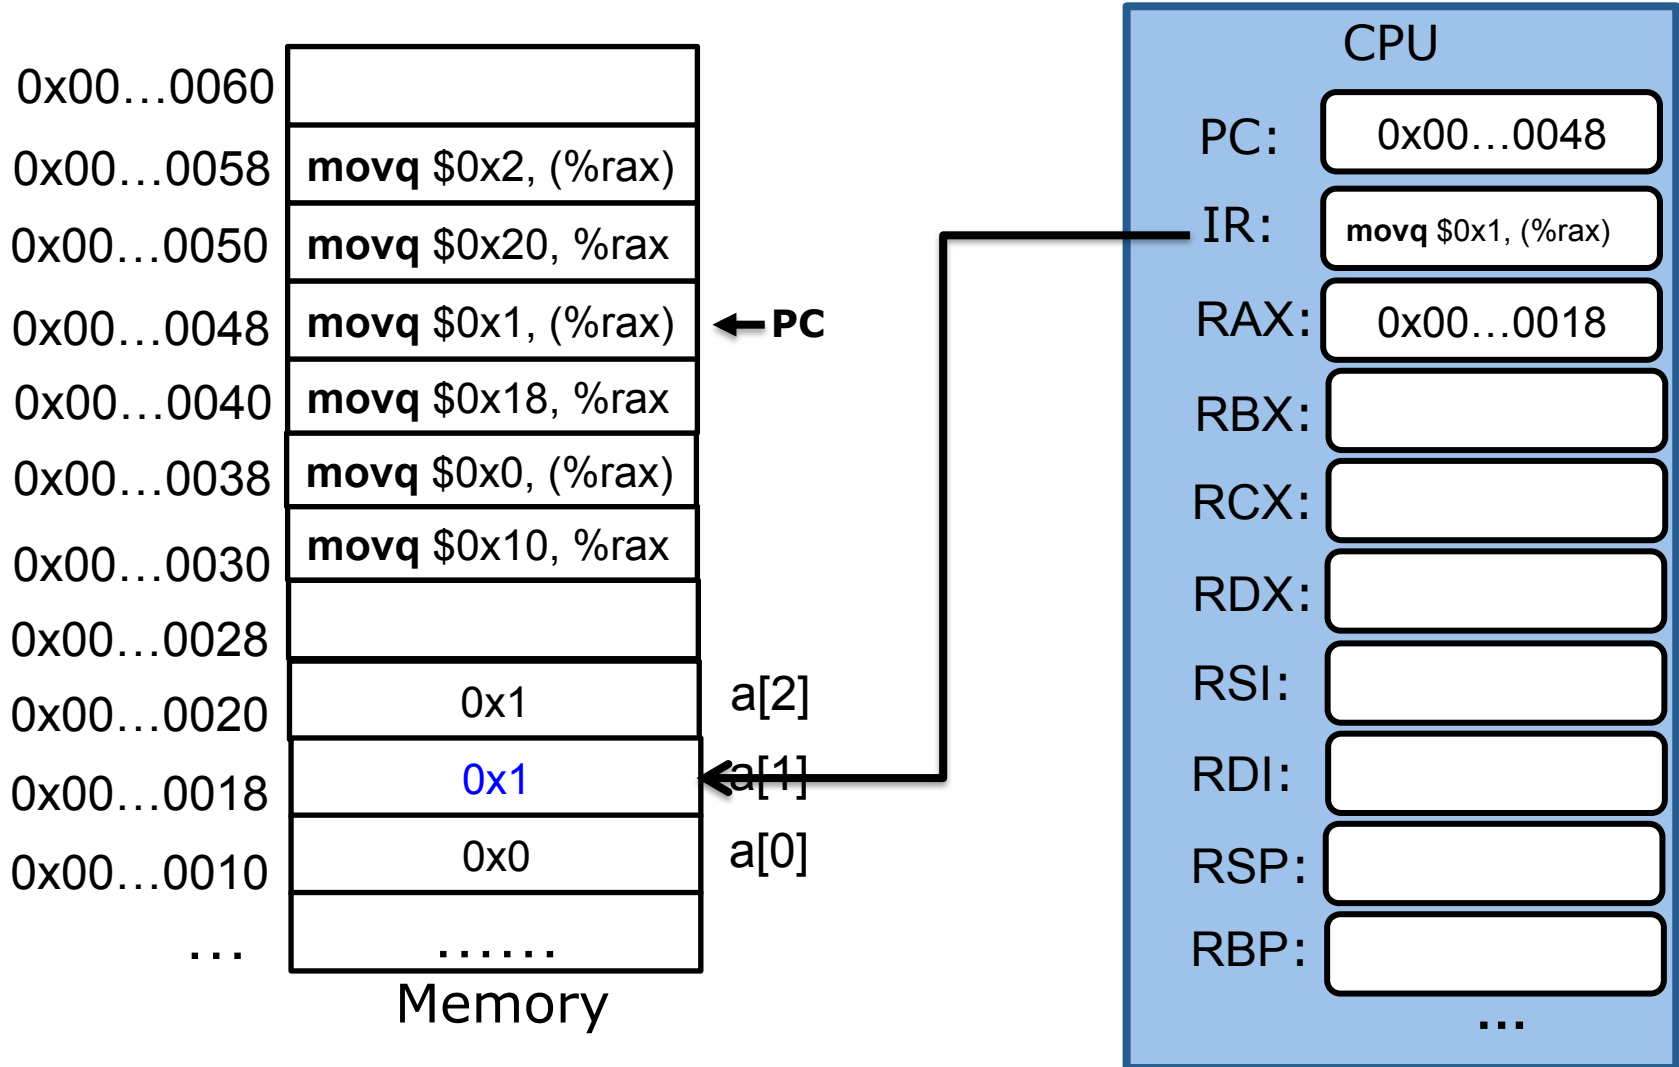 0x00…0060
0x00…0058 movq $0x2, (%rax)
0x00…0050 movq $0x20, %rax
0x00…0048 movq $0x1, (%rax) PC
0x00…0040 movq $0x18, %rax
0x00…0038 movq $0x0, (%rax)
0x00…0030 movq $0x10, %rax
0x00…0028
0x00…0020 0x1 a[2]
0x00…0018 0x1 a[1]
0x00…0010 0x0 a[0]
… ……
Memory
CPU
PC: 0x00…0048
IR: movq $0x1, (%rax)
RAX: 0x00…0018
RBX:
RCX:
RDX:
RSI:
RDI:
RSP:
RBP:
…